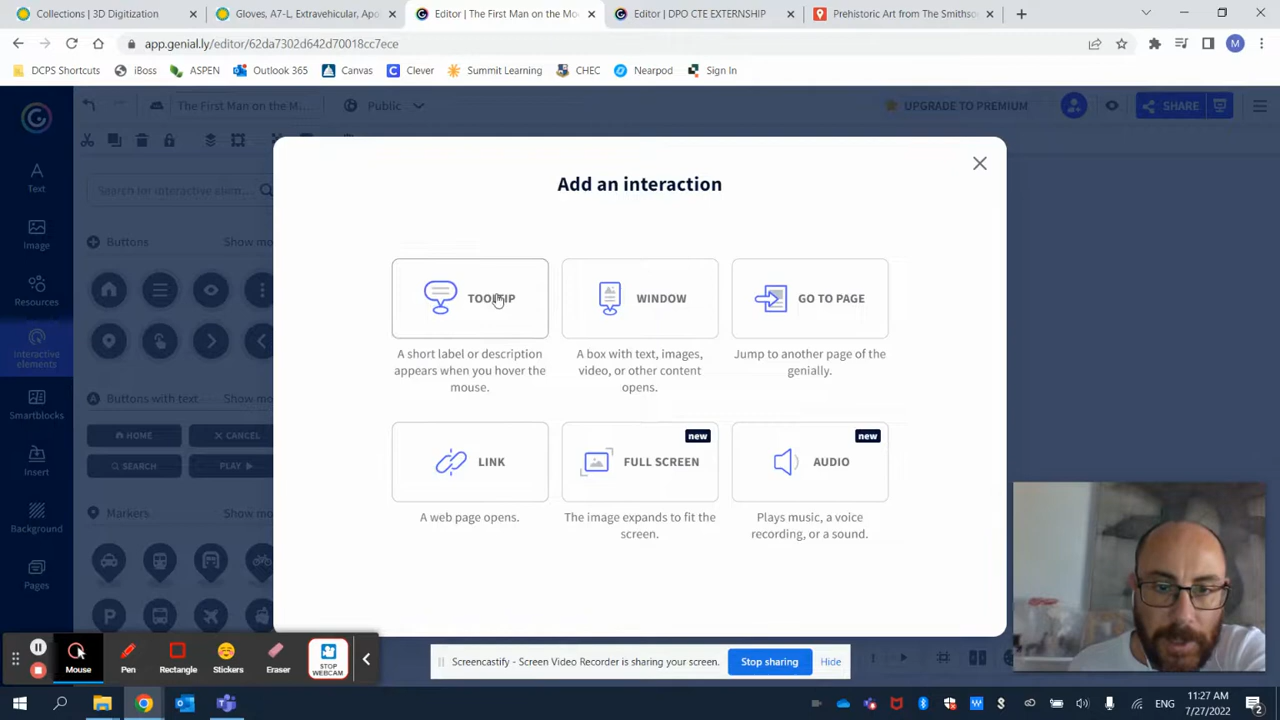 Collections | 3D Digitization
Gloves, A7-L, Extravehicular, Apo
Editor | The First Man on the Mo
Editor | DPO CTE EXTERNSHIP
Prehistoric Art from The Smithso
app.genial.ly/editor/62da7302d642d70018cc7ece
M
DCPS Shortcuts
iBoss
ASPEN
Outlook 365
Canvas
Clever
Summit Learning
CHEC
Nearpod
Sign In
The First Man on the M...
Public
UPGRADE TO PREMIUM
SHARE
Text
Image
Resources
Interactive elements
Smartblocks
Insert
Background
Pages
Search for interactive elem...
Buttons
Show mo
Buttons with text
Show mo
HOME
CANCEL
SEARCH
PLAY
Markers
Show mo
P
Add an interaction
TOOLTIP
A short label or description
appears when you hover the
mouse.
WINDOW
A box with text, images,
video, or other content
opens.
GO TO PAGE
Jump to another page of the
genially.
LINK
A web page opens.
new
FULL SCREEN
The image expands to fit the
screen.
new
AUDIO
Plays music, a voice
recording, or a sound.
Mouse
Pen
Rectangle
Stickers
Eraser
STOP
WEBCAM
Screencastify - Screen Video Recorder is sharing your screen.
Stop sharing
Hide
ENG
11:27 AM
7/27/2022
2